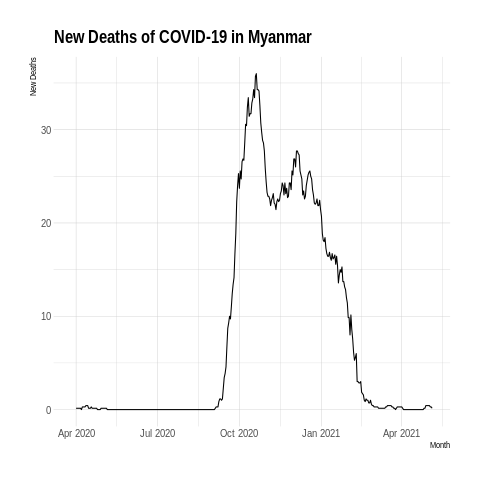 New Deaths of COVID-19 in Myanmar
New Deaths
30
20
10
0
Apr 2020 Jul 2020 Oct 2020 Jan 2021 Apr 2021
Month